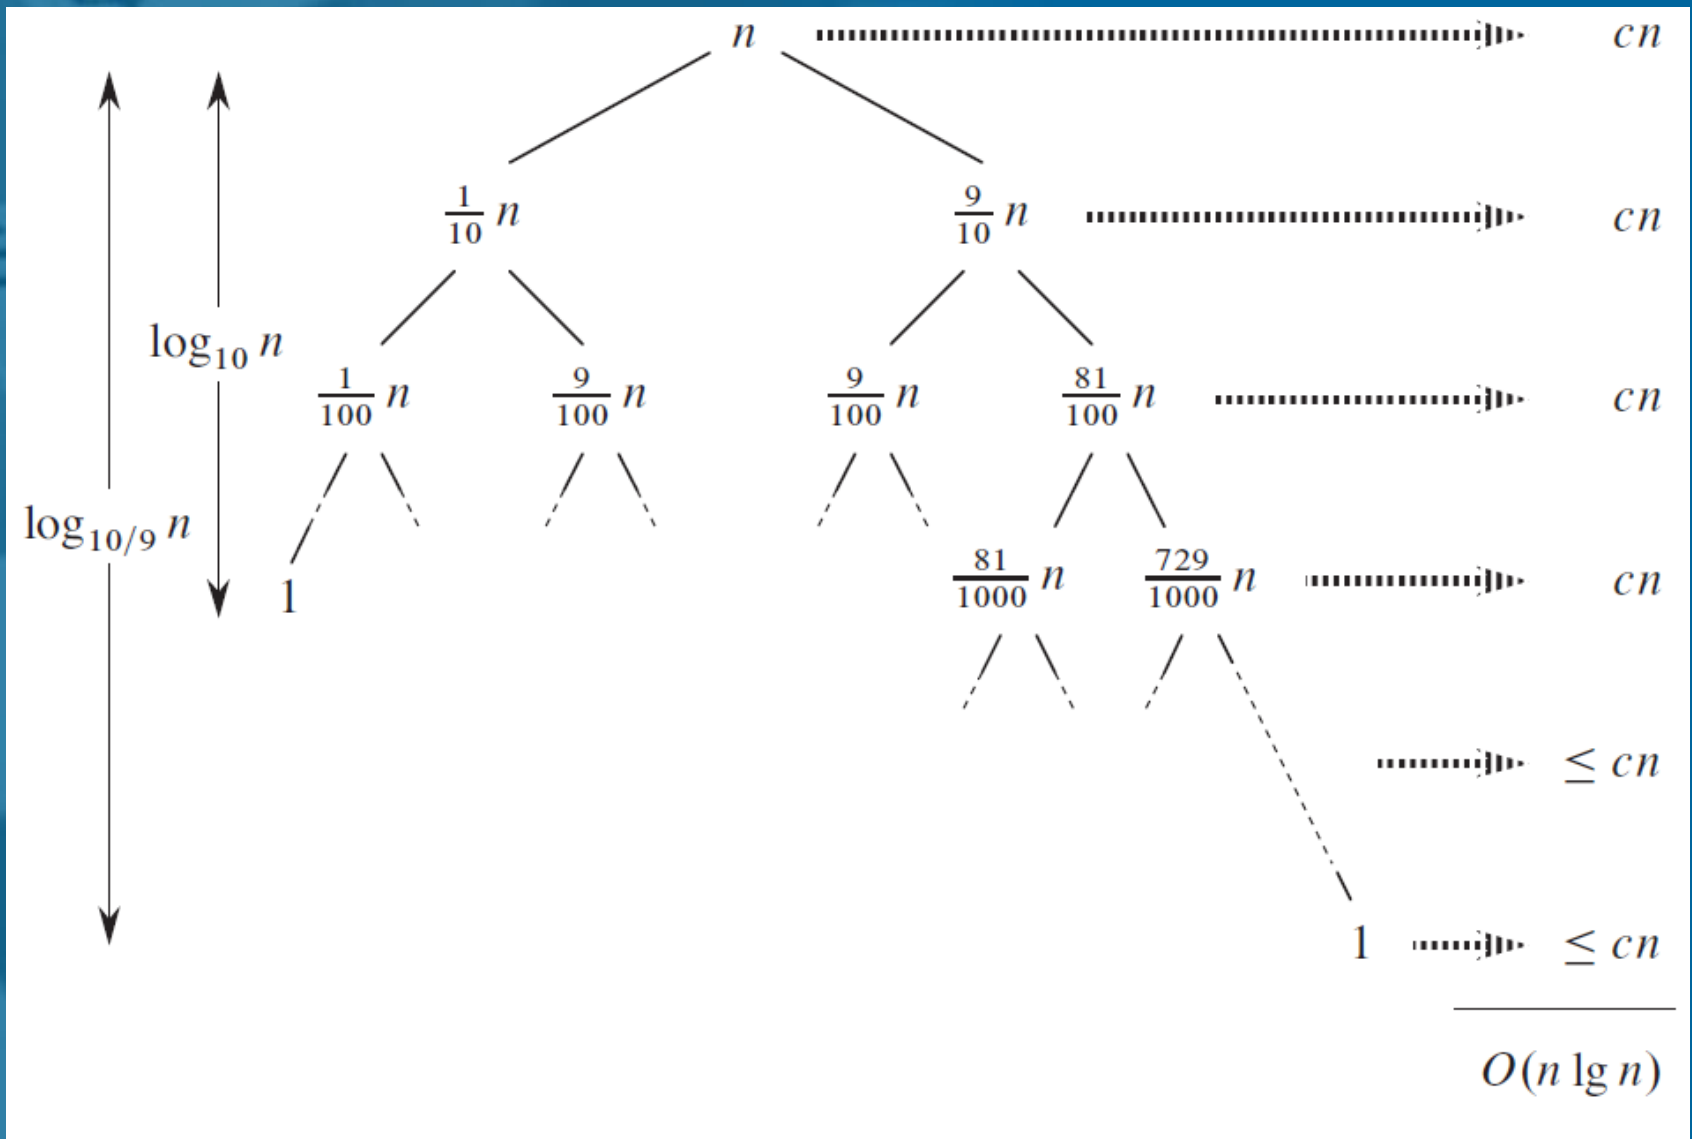 n cn
1/10 n 9/10 n cn
log₁₀ n
1/100 n 9/100 n 9/100 n 81/100 n cn
log₁₀/₉ n
81/1000 n 729/1000 n cn
1
≤ cn
1 ≤ cn
O(n lg n)